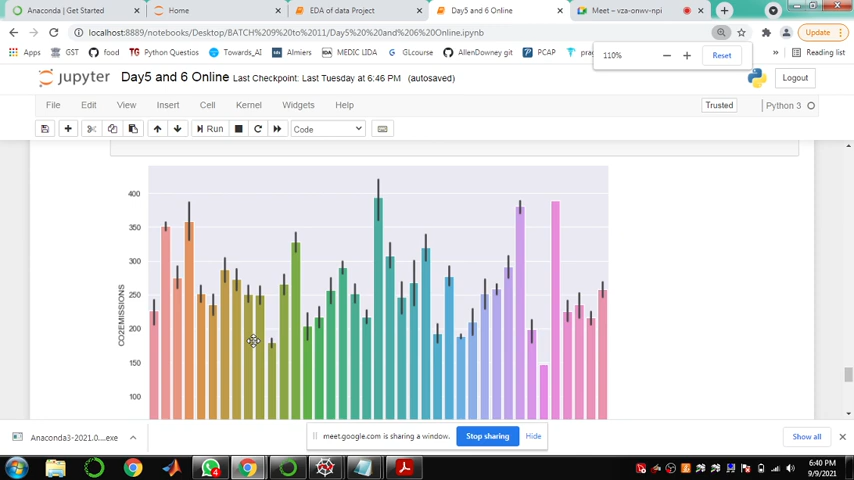 Anaconda | Get Started
Home
EDA of data Project
Day5 and 6 Online
Meet – vza-onwv-npi
localhost:8889/notebooks/Desktop/BATCH%209%20to%2011/Day5%20%20and%206%20Online.ipynb
Update
Apps
GST
Python Questions
Towards_AI
Almiers
MEDIC LIDA
GLcourse
AllenDowney git
PCAP
Reading list
110%
Reset
jupyter
Day5 and 6 Online
Last Checkpoint: Last Tuesday at 6:46 PM (autosaved)
Logout
File
Edit
View
Insert
Cell
Kernel
Widgets
Help
Trusted
Python 3
Run
Code
400
350
300
250
200
150
100
CO2EMISSIONS
Anaconda3-2021.0....exe
meet.google.com is sharing a window.
Stop sharing
Hide
Show all
4
6:40 PM
9/9/2021